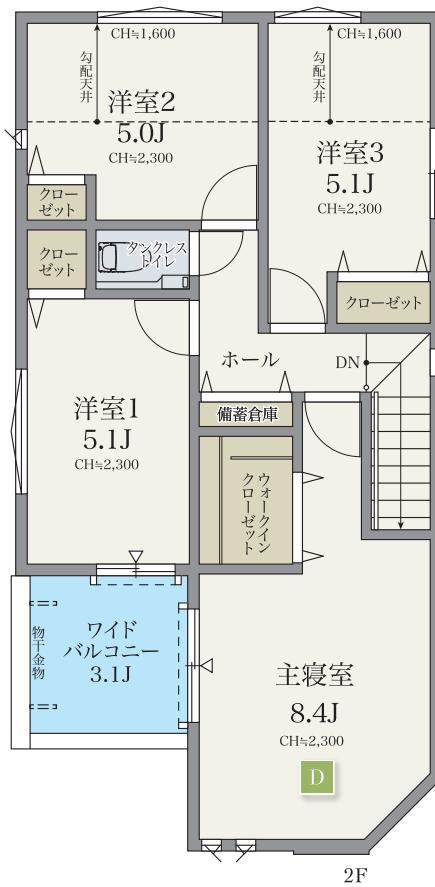 CH≒1,600
勾配天井
洋室2
5.0J
CH≒2,300
CH≒1,600
勾配天井
洋室3
5.1J
CH≒2,300
クロー
ゼット
クロー
ゼット
タンクレス
トイレ
クローゼット
ホール
DN
洋室1
5.1J
CH≒2,300
備蓄倉庫
ウォークイン
クローゼット
物干金物
ワイド
バルコニー
3.1J
主寝室
8.4J
CH≒2,300
D
2F